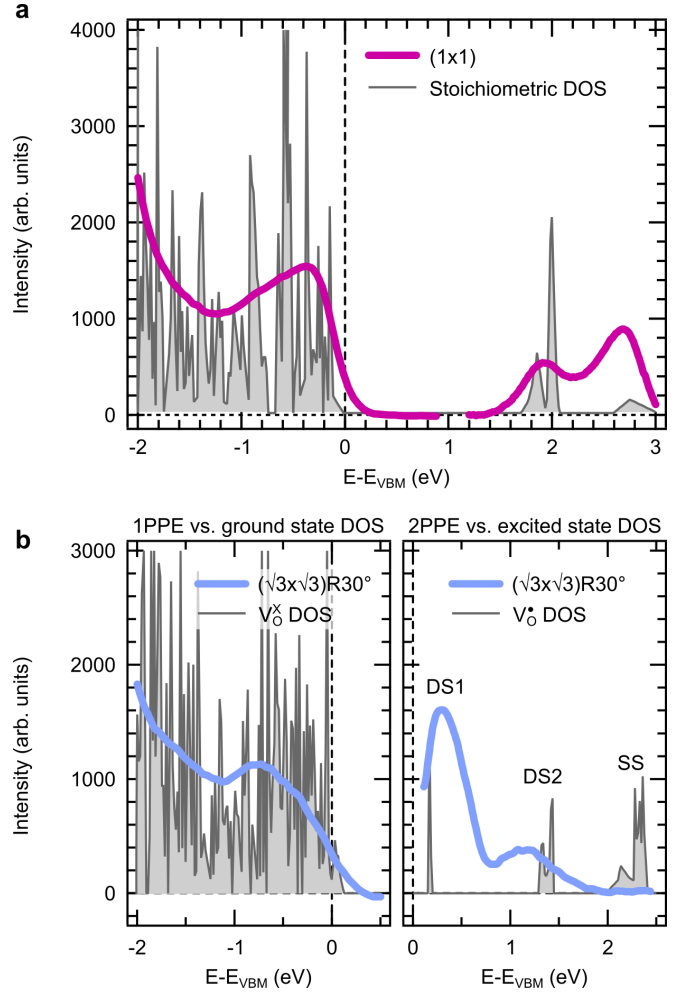 a
4000
3000
2000
1000
0
Intensity (arb. units)
(1x1)
Stoichiometric DOS
-2 -1 0 1 2 3
E-E_VBM (eV)
b
1PPE vs. ground state DOS
2PPE vs. excited state DOS
3000
2000
1000
0
Intensity (arb. units)
(√3x√3)R30°
V_O^X DOS
-2 -1 0
E-E_VBM (eV)
(√3x√3)R30°
V_O^• DOS
DS1
DS2
SS
0 1 2
E-E_VBM (eV)